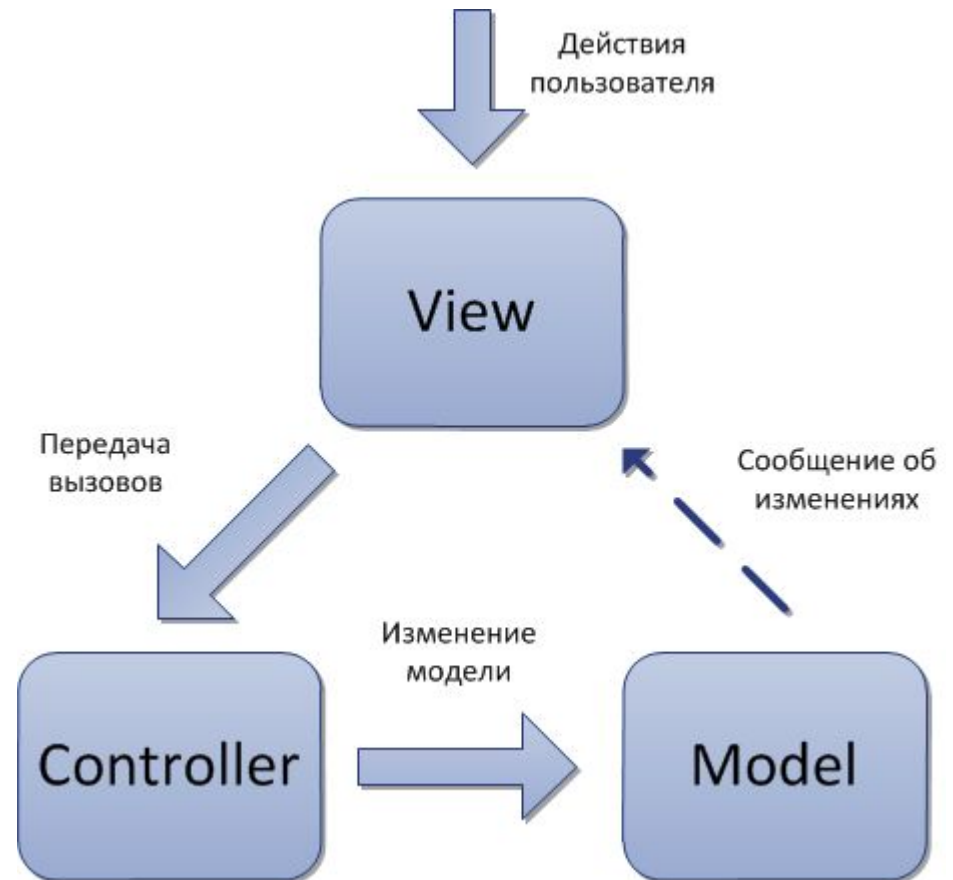 Действия
пользователя
View
Передача
вызовов
Сообщение об
изменениях
Изменение
модели
Controller
Model